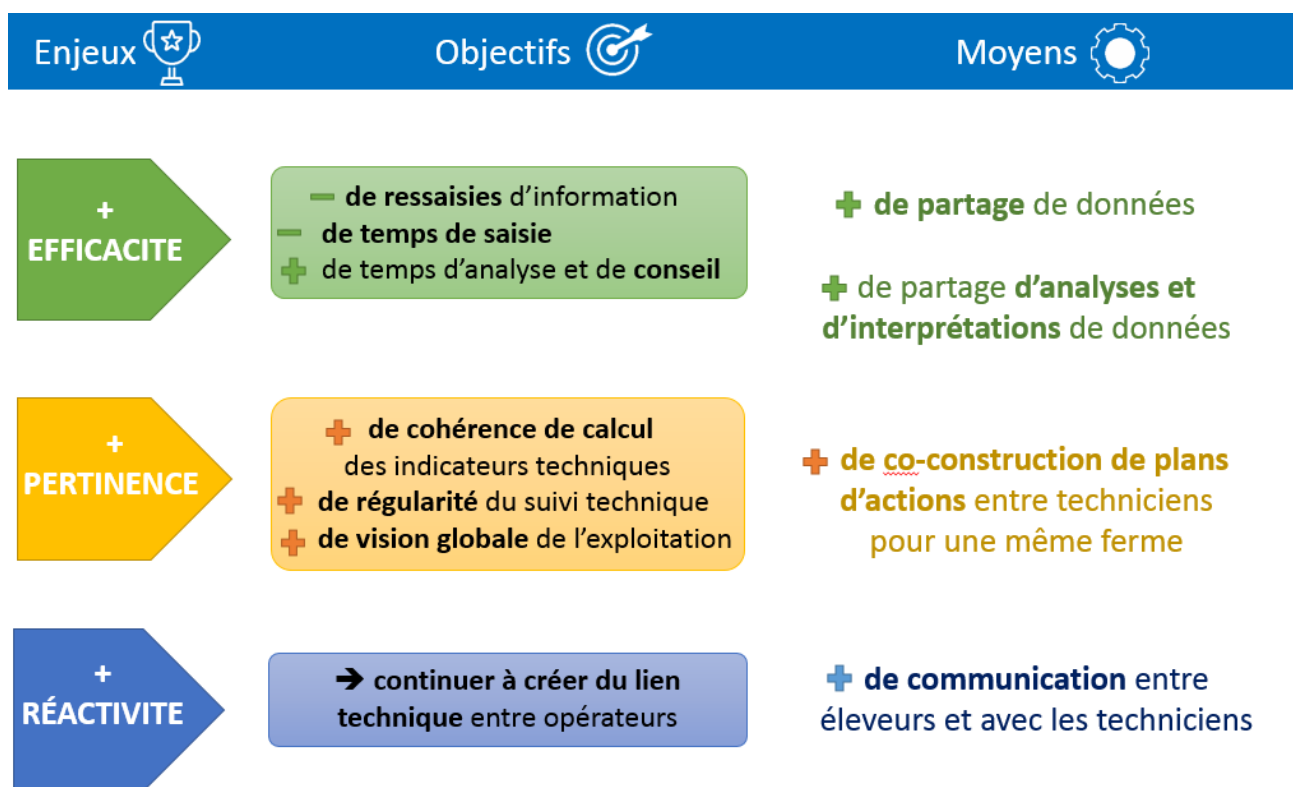 Enjeux
Objectifs
Moyens
+
EFFICACITE
− de ressaisies d’information
− de temps de saisie
+ de temps d’analyse et de conseil
+ de partage de données
+ de partage d’analyses et
d’interprétations de données
+
PERTINENCE
+ de cohérence de calcul
des indicateurs techniques
+ de régularité du suivi technique
+ de vision globale de l’exploitation
+ de co-construction de plans
d’actions entre techniciens
pour une même ferme
+
RÉACTIVITE
➔ continuer à créer du lien
technique entre opérateurs
+ de communication entre
éleveurs et avec les techniciens